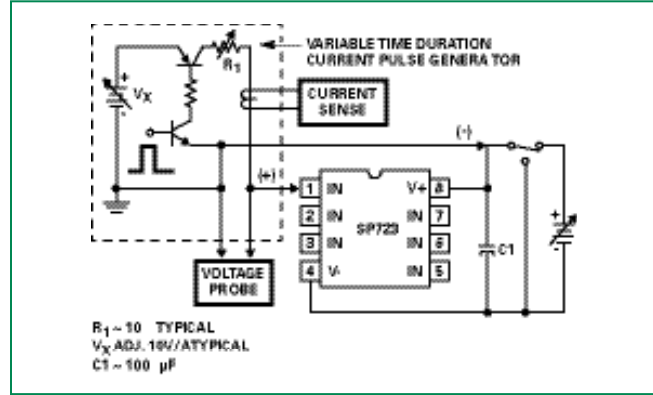 VARIABLE TIME DURATION
CURRENT PULSE GENERATOR
R1
+
VX
-
CURRENT
SENSE
(-)
(+)
1 IN V+ 8
2 IN IN 7
SP723
3 IN IN 6
4 V- IN 5
+
-
C1
VOLTAGE
PROBE
R1 ~ 10 TYPICAL
VX ADJ. 10V/ATYPICAL
C1 ~ 100 µF